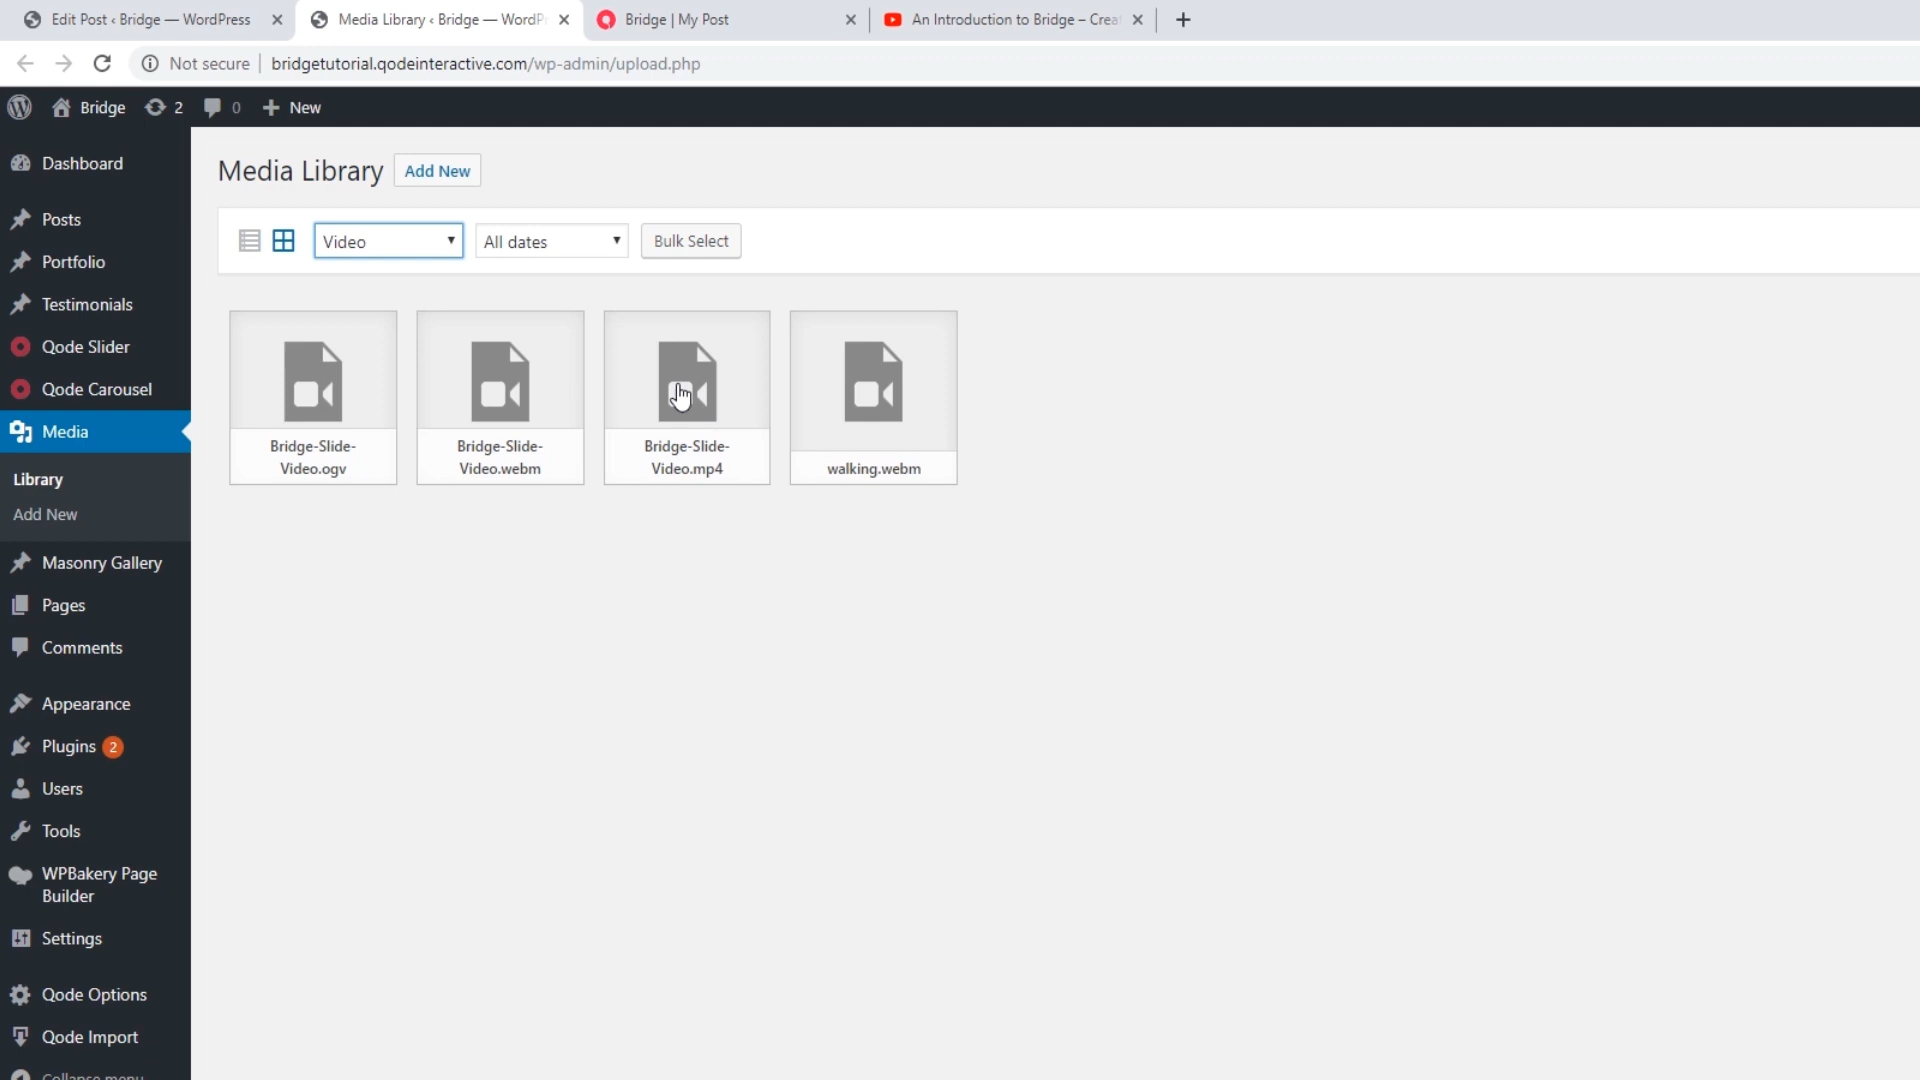 Edit Post ‹ Bridge — WordPress
Media Library ‹ Bridge — WordPr
Bridge | My Post
An Introduction to Bridge – Crea
Not secure
bridgetutorial.qodeinteractive.com/wp-admin/upload.php
Bridge
2
0
New
Dashboard
Posts
Portfolio
Testimonials
Qode Slider
Qode Carousel
Media
Library
Add New
Masonry Gallery
Pages
Comments
Appearance
Plugins 2
Users
Tools
WPBakery Page
Builder
Settings
Qode Options
Qode Import
Collapse menu
Media Library
Add New
Video
All dates
Bulk Select
Bridge-Slide-
Video.ogv
Bridge-Slide-
Video.webm
Bridge-Slide-
Video.mp4
walking.webm